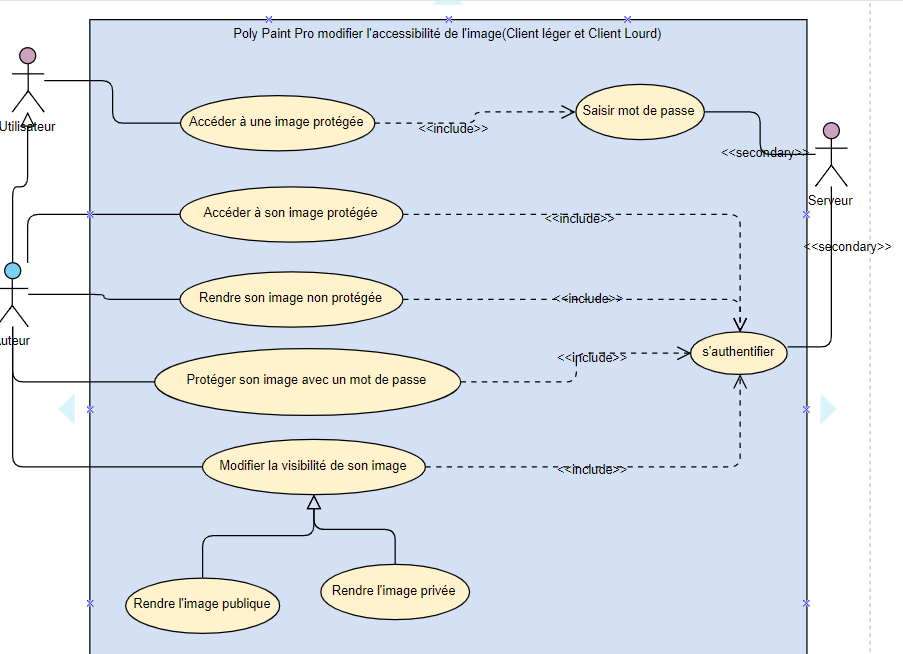 Poly Paint Pro modifier l'accessibilité de l'image(Client léger et Client Lourd)
Utilisateur
Accéder à une image protégée
<<include>>
Saisir mot de passe
<<secondary>>
Serveur
Accéder à son image protégée
<<include>>
<<secondary>>
Rendre son image non protégée
<<include>>
uteur
s'authentifier
Protéger son image avec un mot de passe
<<include>>
Modifier la visibilité de son image
<<include>>
Rendre l'image publique
Rendre l'image privée